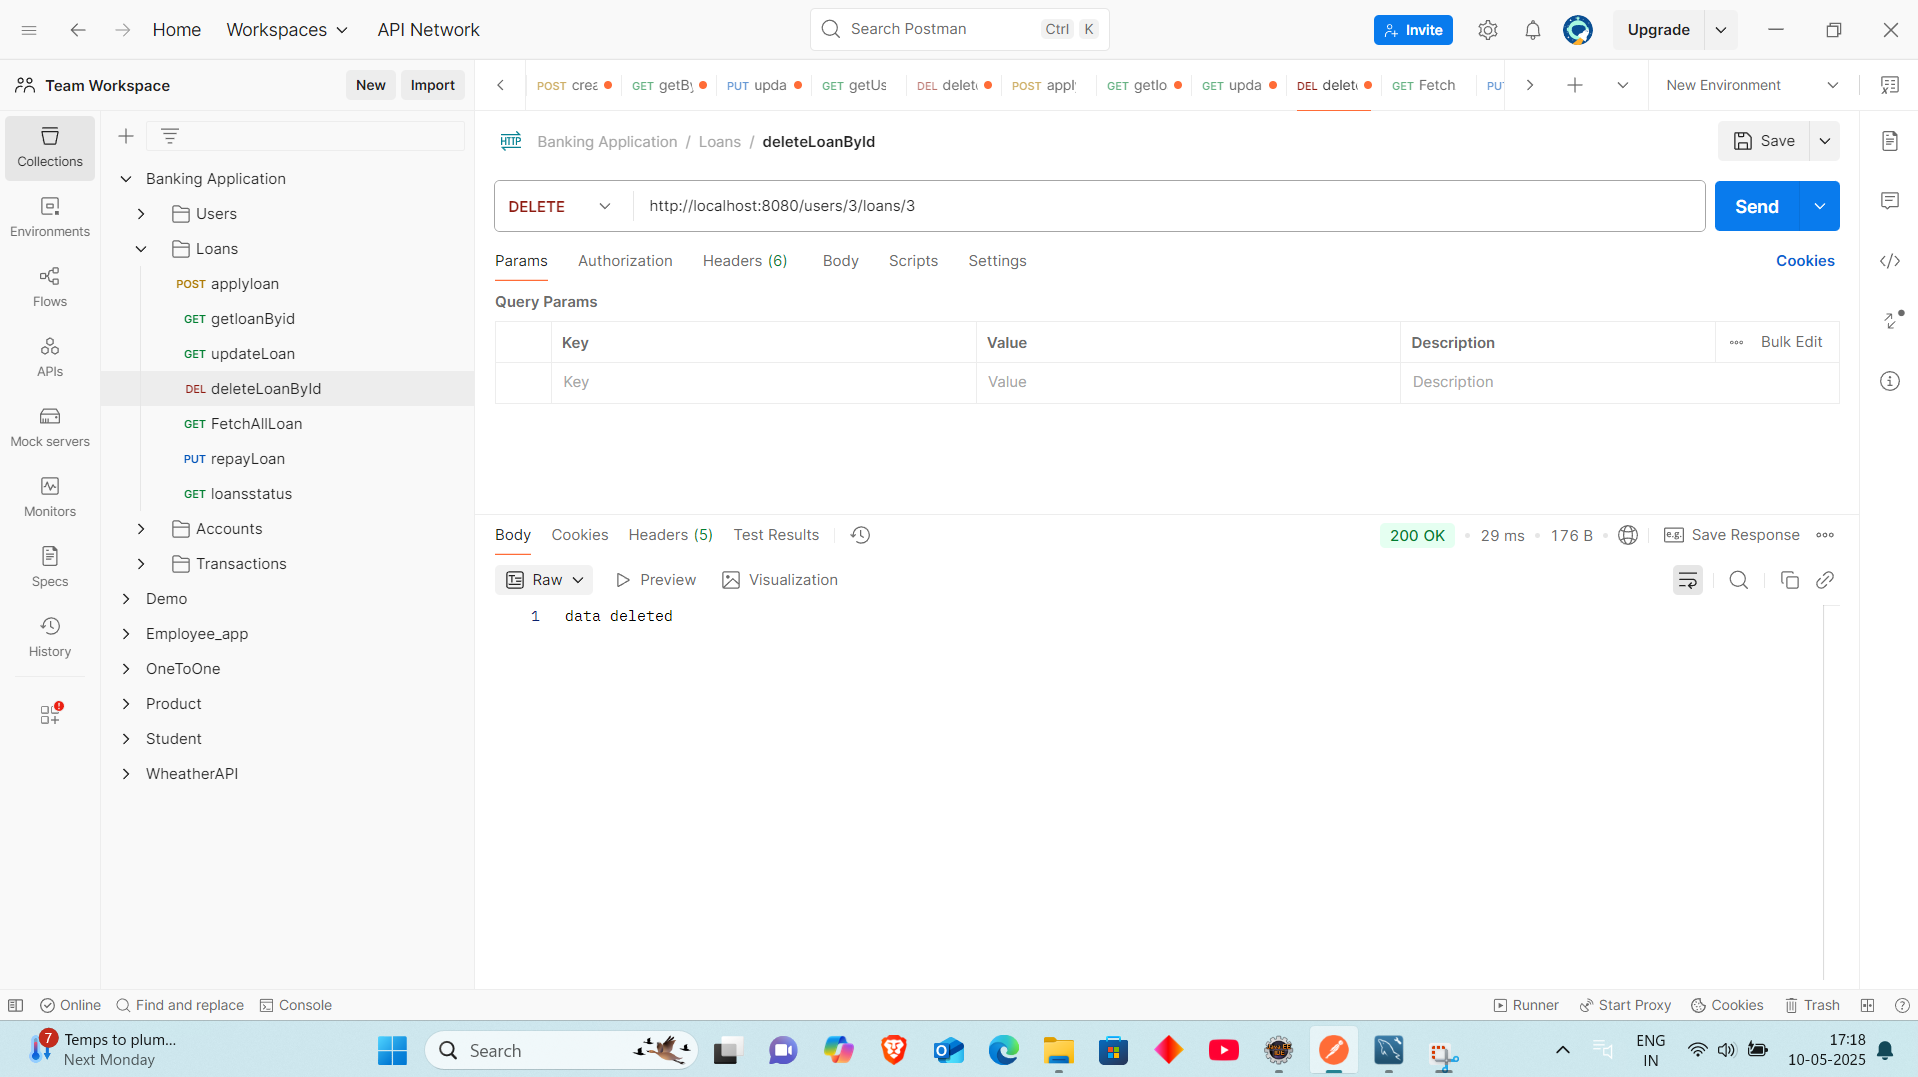 Home
Workspaces
API Network
Search Postman
Ctrl K
Invite
Upgrade
Team Workspace
New
Import
POST crea
GET getBy
PUT upda
GET getUs
DEL delete
POST apply
GET getlo
GET upda
DEL delete
GET Fetch
PU
New Environment
Collections
Environments
Flows
APIs
Mock servers
Monitors
Specs
History
Banking Application
Users
Loans
POST applyloan
GET getloanByid
GET updateLoan
DEL deleteLoanById
GET FetchAllLoan
PUT repayLoan
GET loansstatus
Accounts
Transactions
Demo
Employee_app
OneToOne
Product
Student
WheatherAPI
HTTP Banking Application / Loans / deleteLoanById
Save
DELETE
http://localhost:8080/users/3/loans/3
Send
Params
Authorization
Headers (6)
Body
Scripts
Settings
Cookies
Query Params
Key Value Description Bulk Edit
Key Value Description
Body
Cookies
Headers (5)
Test Results
200 OK
29 ms
176 B
e.g. Save Response
Raw
Preview
Visualization
1 data deleted
Online
Find and replace
Console
Runner
Start Proxy
Cookies
Trash
7
Temps to plum...
Next Monday
Search
ENG
IN
17:18
10-05-2025